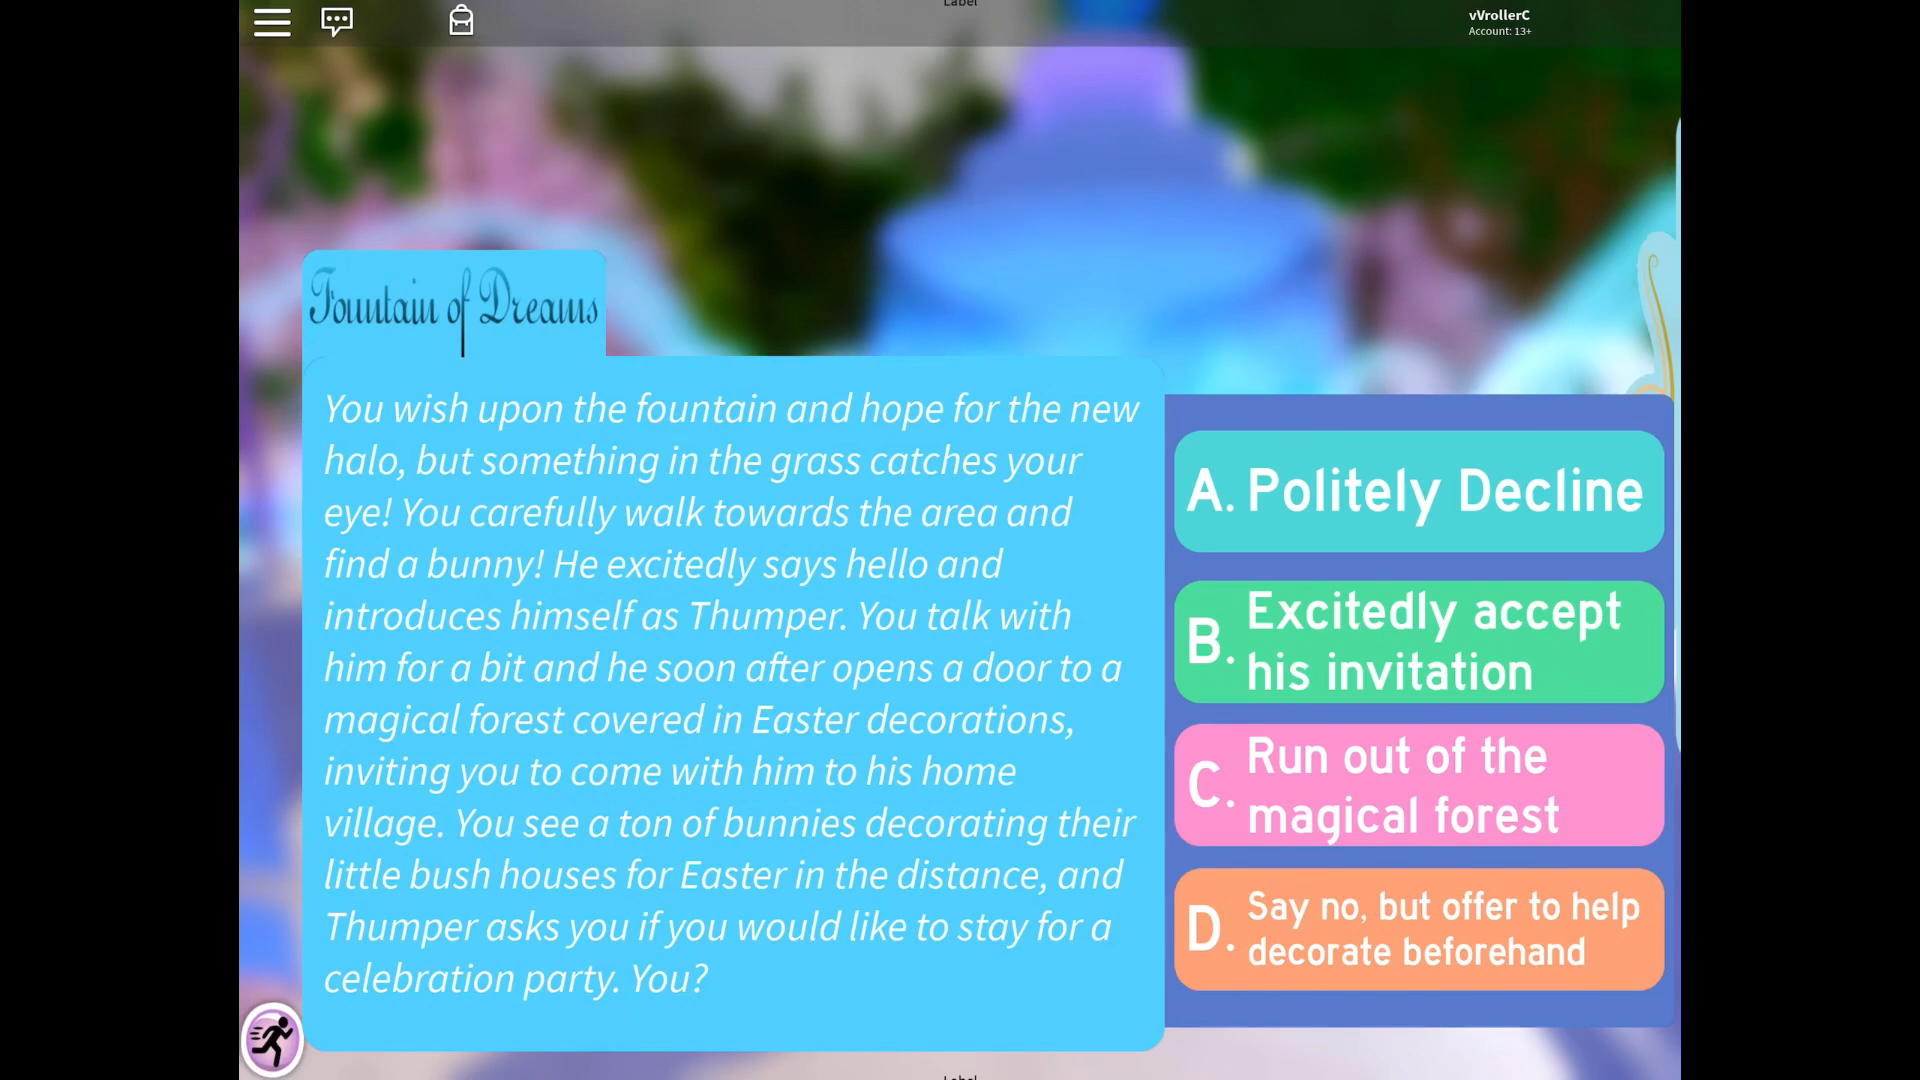 Label
vVrollerC
Account: 13+
Fountain of Dreams
You wish upon the fountain and hope for the new
halo, but something in the grass catches your
eye! You carefully walk towards the area and
find a bunny! He excitedly says hello and
introduces himself as Thumper. You talk with
him for a bit and he soon after opens a door to a
magical forest covered in Easter decorations,
inviting you to come with him to his home
village. You see a ton of bunnies decorating their
little bush houses for Easter in the distance, and
Thumper asks you if you would like to stay for a
celebration party. You?
A. Politely Decline
B. Excitedly accept
his invitation
C. Run out of the
magical forest
D. Say no, but offer to help
decorate beforehand
Label